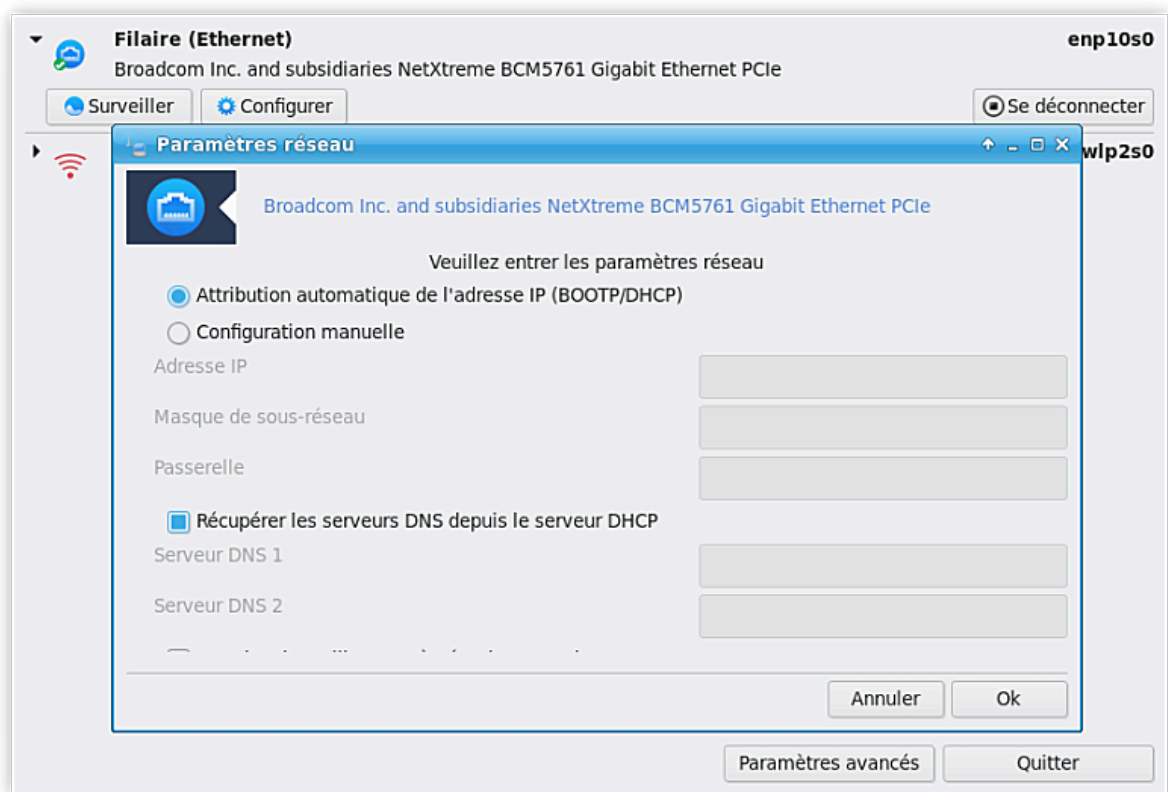 Filaire (Ethernet) enp10s0
Broadcom Inc. and subsidiaries NetXtreme BCM5761 Gigabit Ethernet PCIe
Surveiller Configurer Se déconnecter
Paramètres réseau
wlp2s0
Broadcom Inc. and subsidiaries NetXtreme BCM5761 Gigabit Ethernet PCIe
Veuillez entrer les paramètres réseau
Attribution automatique de l'adresse IP (BOOTP/DHCP)
Configuration manuelle
Adresse IP
Masque de sous-réseau
Passerelle
Récupérer les serveurs DNS depuis le serveur DHCP
Serveur DNS 1
Serveur DNS 2
Annuler Ok
Paramètres avancés Quitter